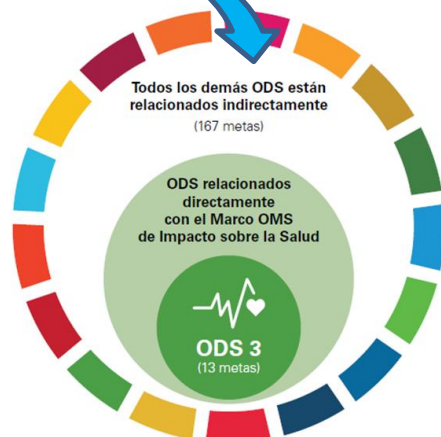 Todos los demás ODS están
relacionados indirectamente
(167 metas)
ODS relacionados
directamente
con el Marco OMS
de Impacto sobre la Salud
ODS 3
(13 metas)